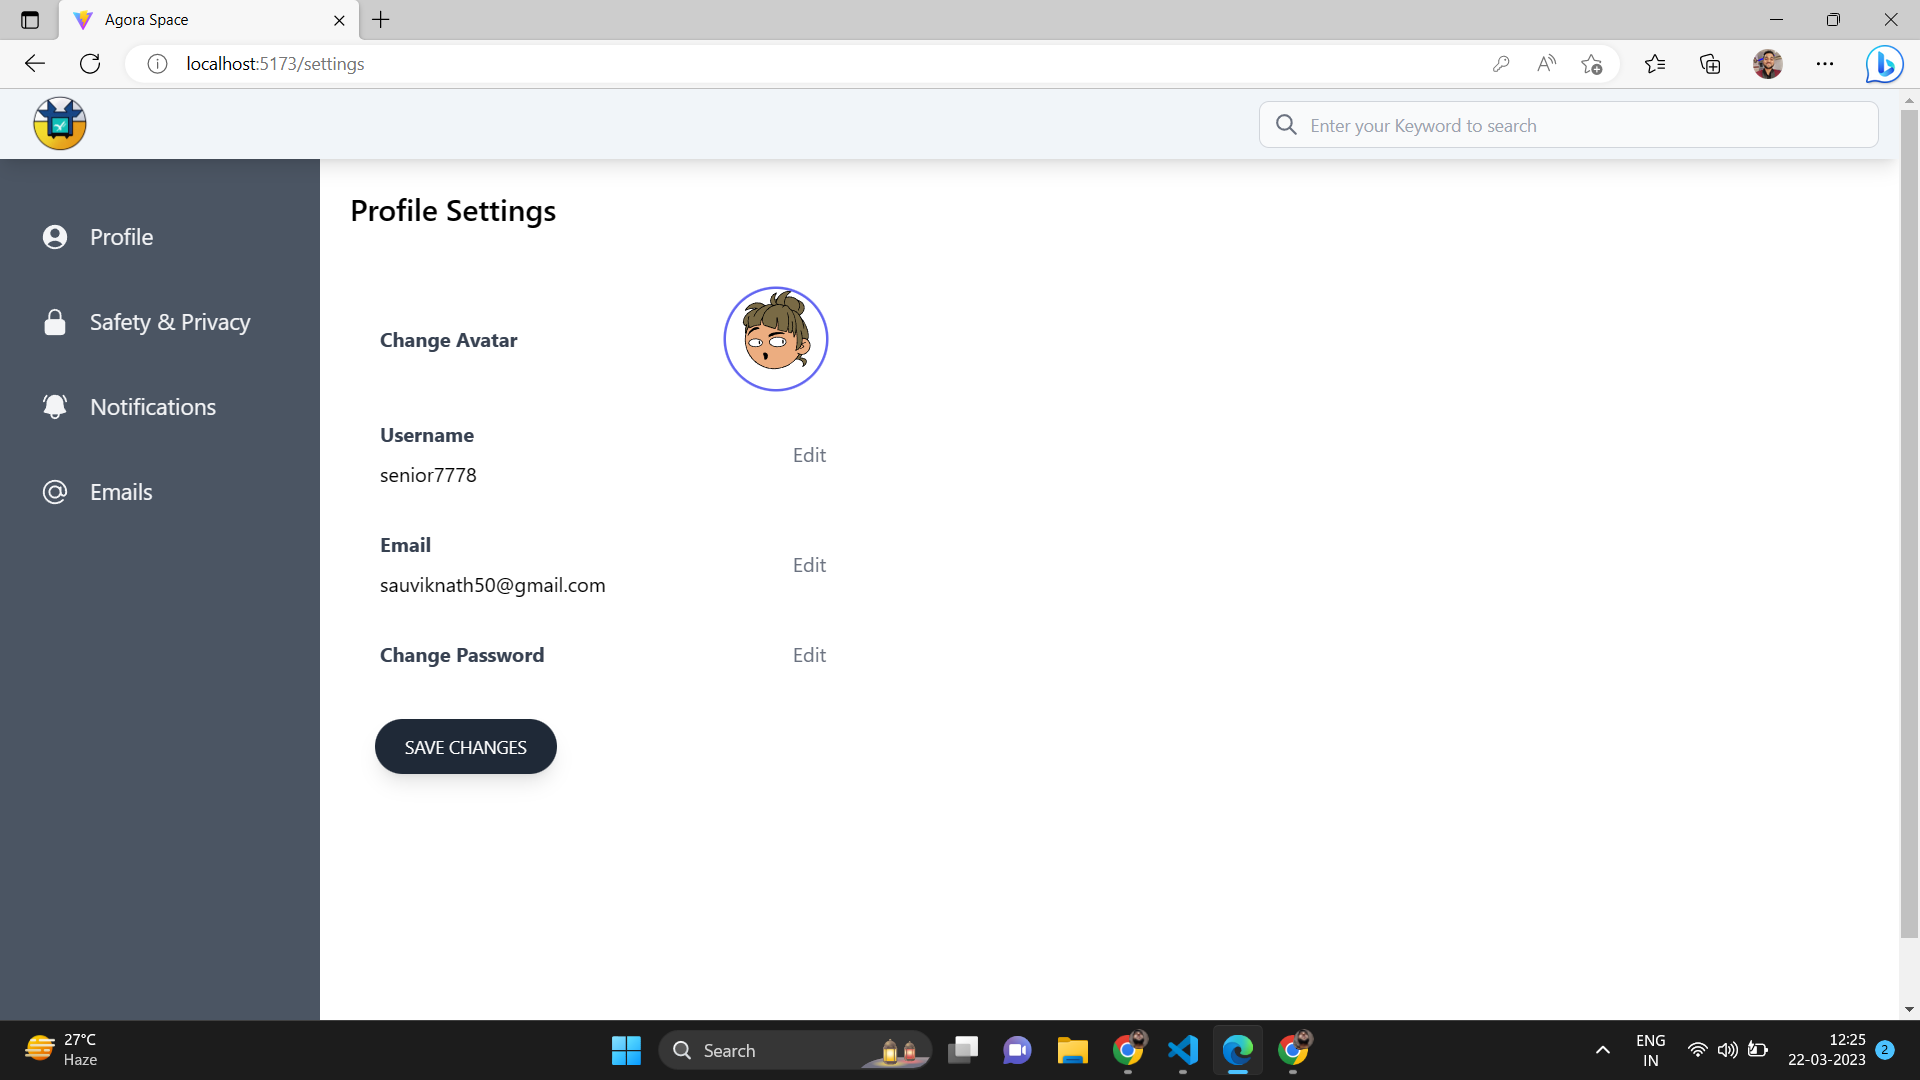 Agora Space
localhost:5173/settings
Enter your Keyword to search
Profile
Safety & Privacy
Notifications
Emails
Profile Settings
Change Avatar
Username
senior7778
Edit
Email
sauviknath50@gmail.com
Edit
Change Password
Edit
SAVE CHANGES
27°C
Haze
Search
ENG
IN
12:25
22-03-2023
2